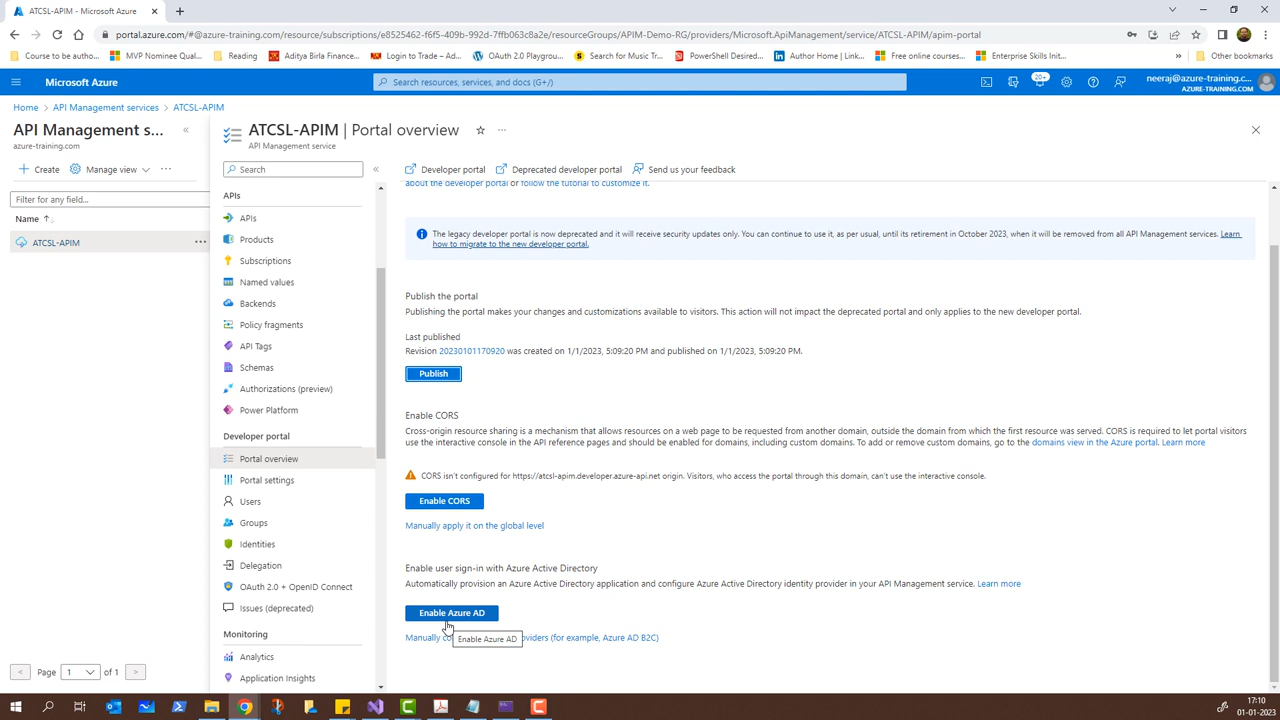 ATCSL-APIM - Microsoft Azure
portal.azure.com/#@azure-training.com/resource/subscriptions/e8525462-f6f5-409b-992d-7ffb063c8a2e/resourceGroups/APIM-Demo-RG/providers/Microsoft.ApiManagement/service/ATCSL-APIM/apim-portal
Course to be autho...
MVP Nominee Qual...
Reading
Aditya Birla Finance...
Login to Trade – Ad...
OAuth 2.0 Playgrou...
Search for Music Tr...
PowerShell Desired...
Author Home | Link...
Free online courses...
Enterprise Skills Init...
Other bookmarks
Microsoft Azure
Search resources, services, and docs (G+/)
20+
neeraj@azure-training.c...
AZURE-TRAINING.COM
Home
API Management services
ATCSL-APIM
API Management s...
azure-training.com
Create
Manage view
Filter for any field...
Name
ATCSL-APIM
Page
1
of 1
ATCSL-APIM | Portal overview
API Management service
Search
APIs
APIs
Products
Subscriptions
Named values
Backends
Policy fragments
API Tags
Schemas
Authorizations (preview)
Power Platform
Developer portal
Portal overview
Portal settings
Users
Groups
Identities
Delegation
OAuth 2.0 + OpenID Connect
Issues (deprecated)
Monitoring
Analytics
Application Insights
Developer portal
Deprecated developer portal
Send us your feedback
about the developer portal or follow the tutorial to customize it.
The legacy developer portal is now deprecated and it will receive security updates only. You can continue to use it, as per usual, until its retirement in October 2023, when it will be removed from all API Management services. Learn
how to migrate to the new developer portal.
Publish the portal
Publishing the portal makes your changes and customizations available to visitors. This action will not impact the deprecated portal and only applies to the new developer portal.
Last published
Revision 20230101170920 was created on 1/1/2023, 5:09:20 PM and published on 1/1/2023, 5:09:20 PM.
Publish
Enable CORS
Cross-origin resource sharing is a mechanism that allows resources on a web page to be requested from another domain, outside the domain from which the first resource was served. CORS is required to let portal visitors
use the interactive console in the API reference pages and should be enabled for domains, including custom domains. To add or remove custom domains, go to the domains view in the Azure portal. Learn more
CORS isn't configured for https://atcsl-apim.developer.azure-api.net origin. Visitors, who access the portal through this domain, can't use the interactive console.
Enable CORS
Manually apply it on the global level
Enable user sign-in with Azure Active Directory
Automatically provision an Azure Active Directory application and configure Azure Active Directory identity provider in your API Management service. Learn more
Enable Azure AD
Manually co
Enable Azure AD
oviders (for example, Azure AD B2C)
17:10
01-01-2023